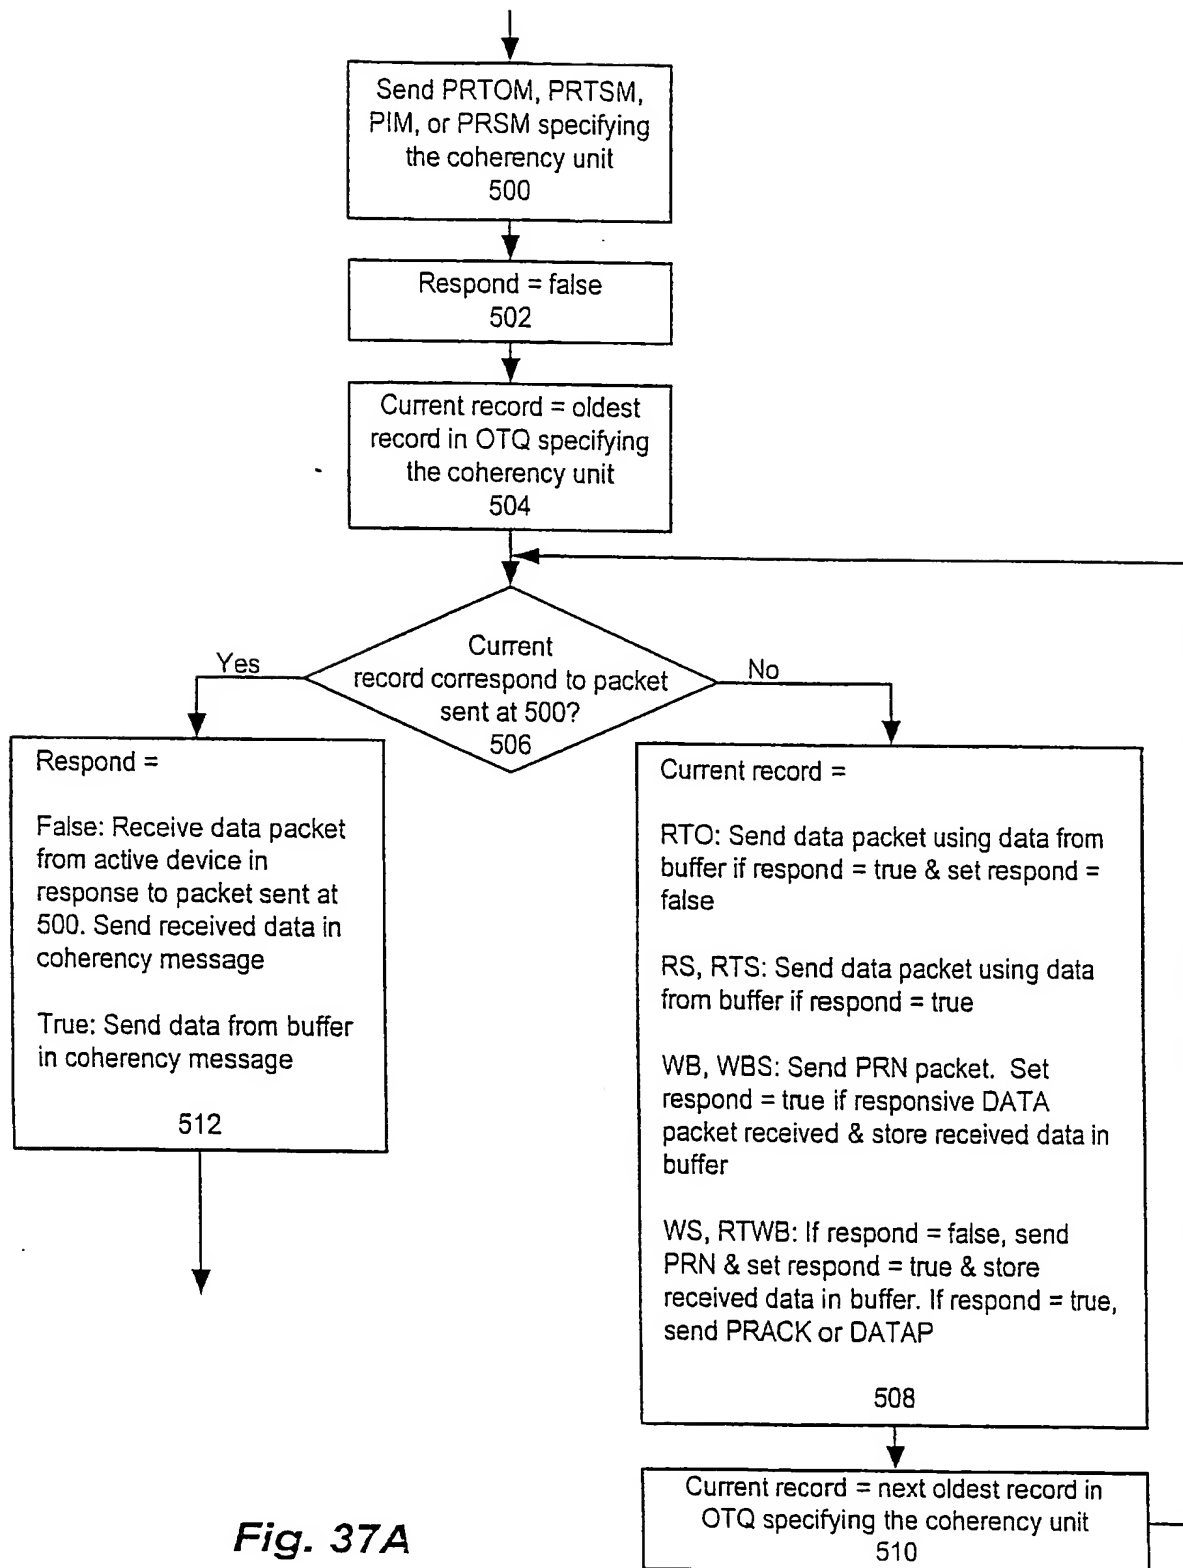 Send PRTOM, PRTSM,
PIM, or PRSM specifying
the coherency unit
500
Respond = false
502
Current record = oldest
record in OTQ specifying
the coherency unit
504
Current
record correspond to packet
sent at 500?
506
Yes
No
Respond =
False: Receive data packet
from active device in
response to packet sent at
500. Send received data in
coherency message
True: Send data from buffer
in coherency message
512
Current record =
RTO: Send data packet using data from
buffer if respond = true & set respond =
false
RS, RTS: Send data packet using data
from buffer if respond = true
WB, WBS: Send PRN packet. Set
respond = true if responsive DATA
packet received & store received data in
buffer
WS, RTWB: If respond = false, send
PRN & set respond = true & store
received data in buffer. If respond = true,
send PRACK or DATAP
508
Current record = next oldest record in
OTQ specifying the coherency unit
510
Fig. 37A